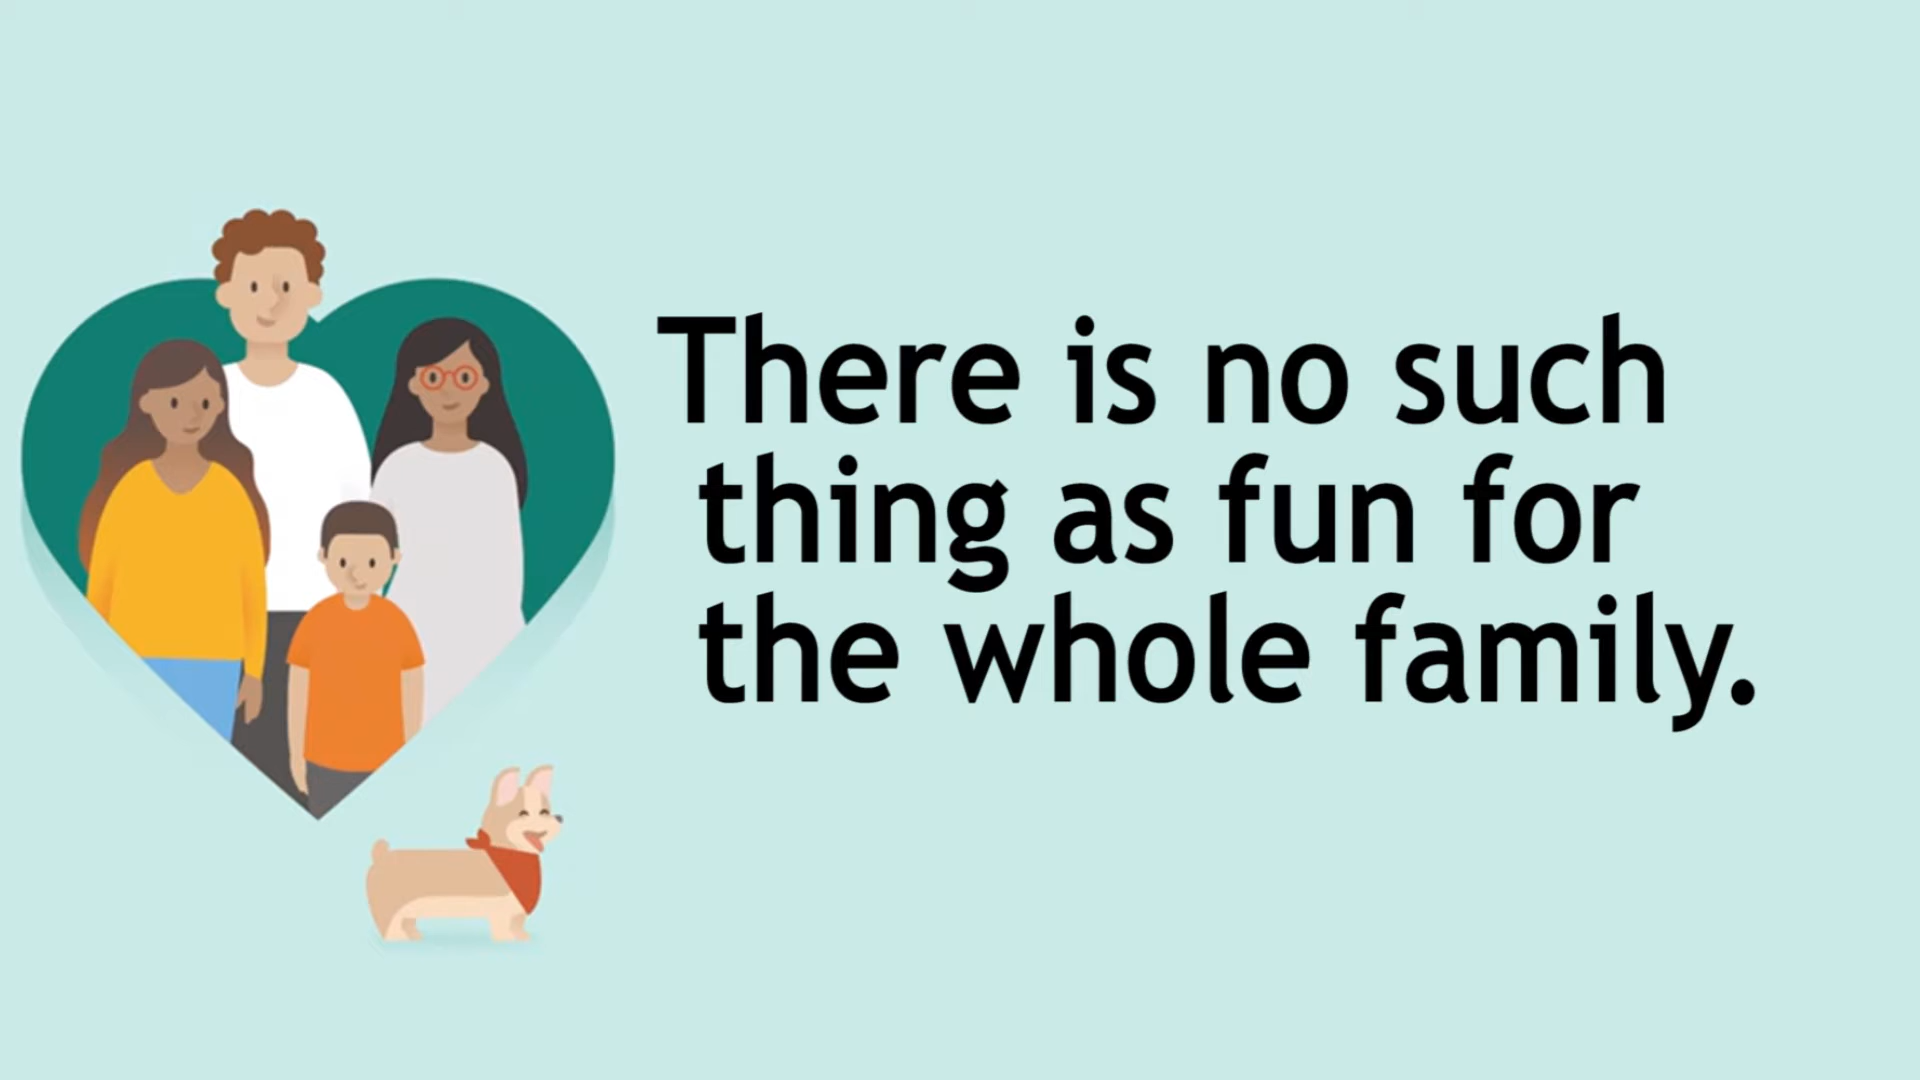 There is no such
thing as fun for
the whole family.